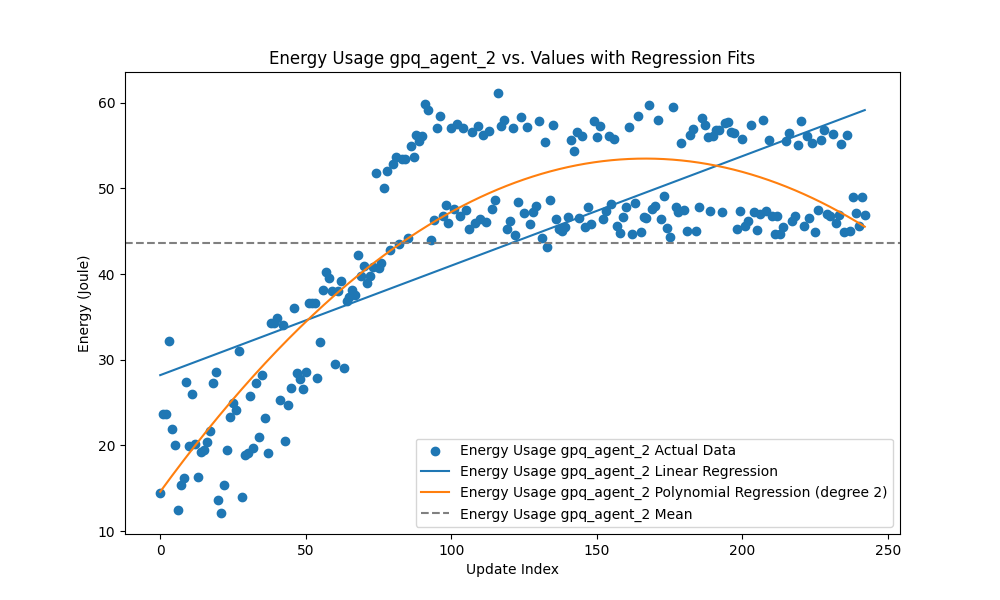 Energy Usage gpq_agent_2 vs. Values with Regression Fits
Energy (Joule)
60
50
40
30
20
10
Energy Usage gpq_agent_2 Actual Data
Energy Usage gpq_agent_2 Linear Regression
Energy Usage gpq_agent_2 Polynomial Regression (degree 2)
Energy Usage gpq_agent_2 Mean
0 50 100 150 200 250
Update Index